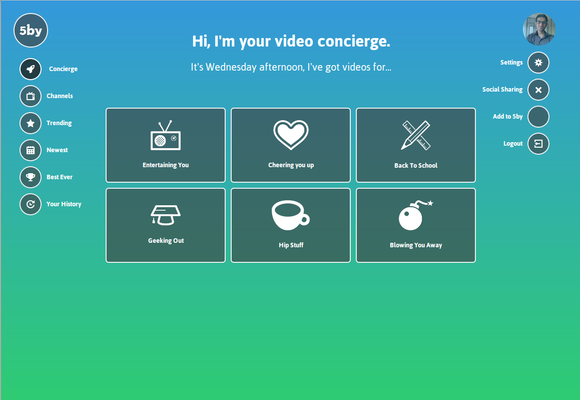 5by
Hi, I'm your video concierge.
It's Wednesday afternoon, I've got videos for...
Concierge
Channels
Trending
Newest
Best Ever
Your History
Entertaining You
Cheering you up
Back To School
Geeking Out
Hip Stuff
Blowing You Away
Settings
Social Sharing
Add to 5by
Logout